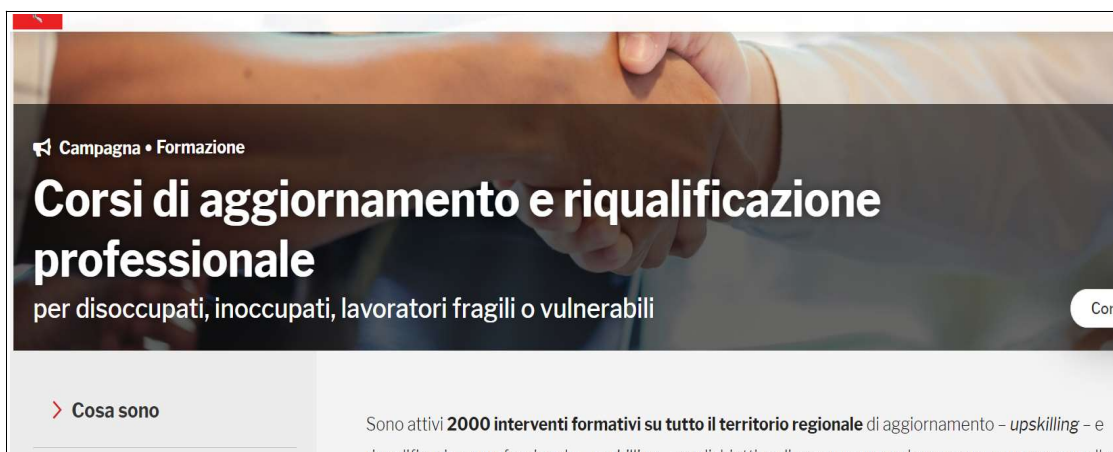 Campagna • Formazione
Corsi di aggiornamento e riqualificazione
professionale
per disoccupati, inoccupati, lavoratori fragili o vulnerabili
Cosa sono
Sono attivi 2000 interventi formativi su tutto il territorio regionale di aggiornamento – upskilling – e